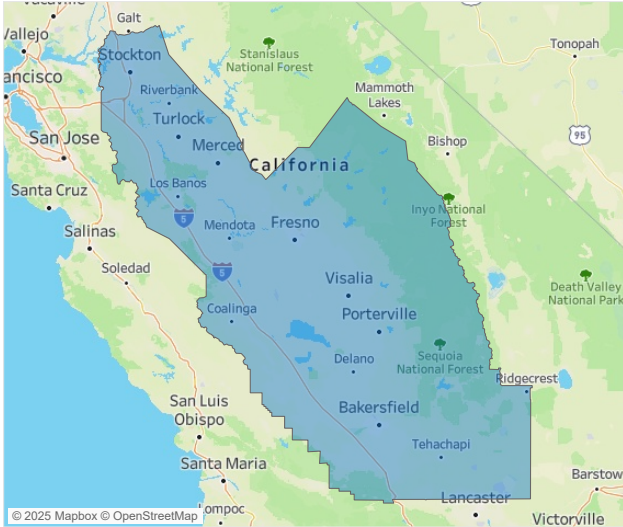 Vacaville
Galt
Vallejo
Stockton
Stanislaus
National Forest
Tonopah
ancisco
Riverbank
Mammoth
Lakes
Turlock
95
San Jose
Merced
Bishop
California
Santa Cruz
Los Banos
Inyo National
Forest
5
Mendota
Fresno
Salinas
Soledad
5
Visalia
Death Valley
National Park
Coalinga
Porterville
Delano
Sequoia
National Forest
Ridgecrest
San Luis
Obispo
Bakersfield
Tehachapi
Santa Maria
Barstow
Lancaster
Lompoc
Victorville
© 2025 Mapbox © OpenStreetMap